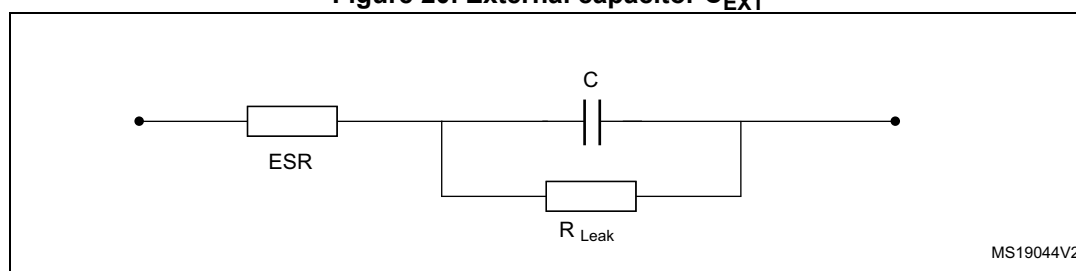 Figure 20. External capacitor CEXT
C
ESR
R Leak
MS19044V2